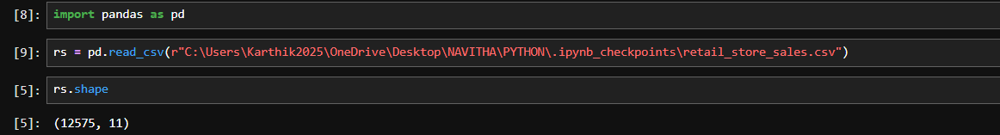 [8]: import pandas as pd
[9]: rs = pd.read_csv(r"C:\Users\Karthik2025\OneDrive\Desktop\NAVITHA\PYTHON\.ipynb_checkpoints\retail_store_sales.csv")
[5]: rs.shape
[5]: (12575, 11)